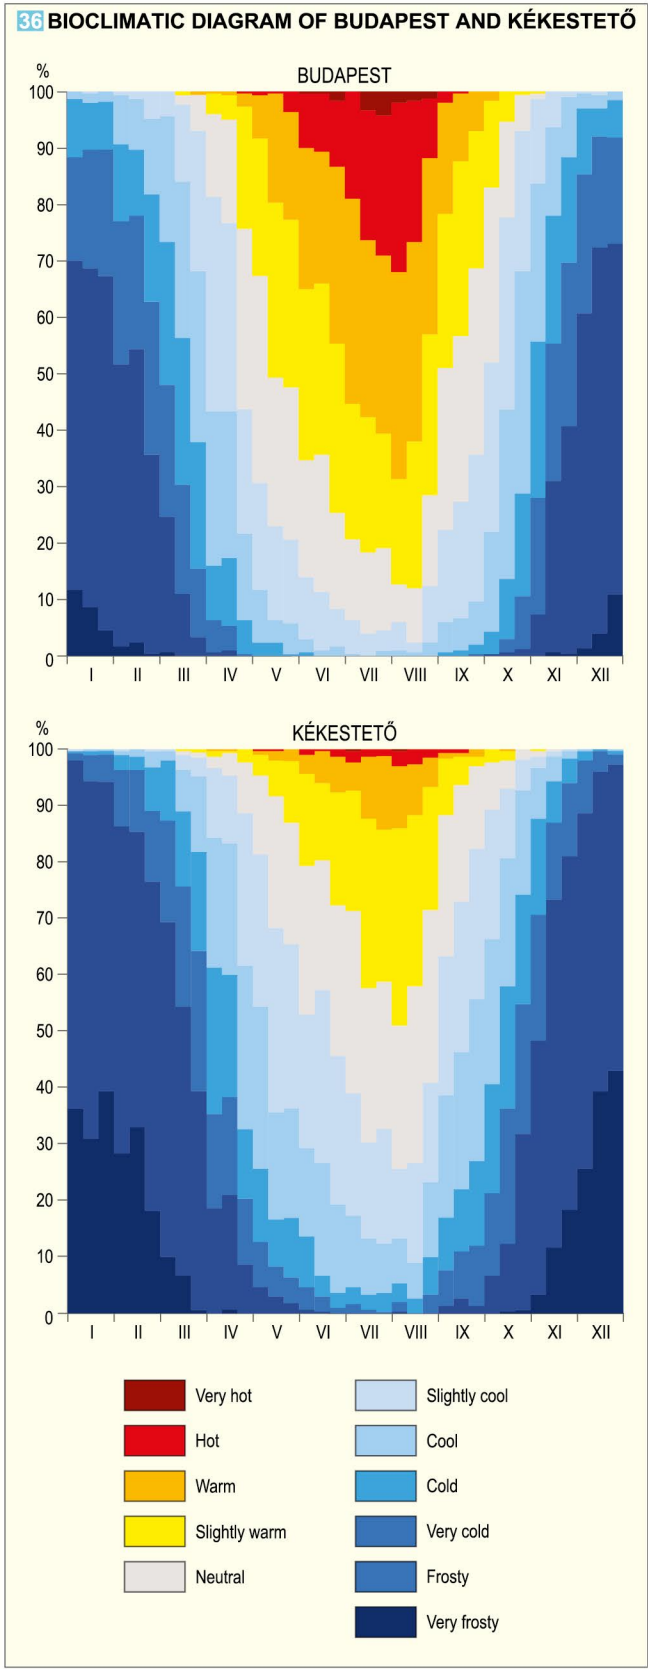 36 BIOCLIMATIC DIAGRAM OF BUDAPEST AND KÉKESTETŐ
%
BUDAPEST
100
90
80
70
60
50
40
30
20
10
0
I II III IV V VI VII VIII IX X XI XII
%
KÉKESTETŐ
100
90
80
70
60
50
40
30
20
10
0
I II III IV V VI VII VIII IX X XI XII
Very hot
Hot
Warm
Slightly warm
Neutral
Slightly cool
Cool
Cold
Very cold
Frosty
Very frosty